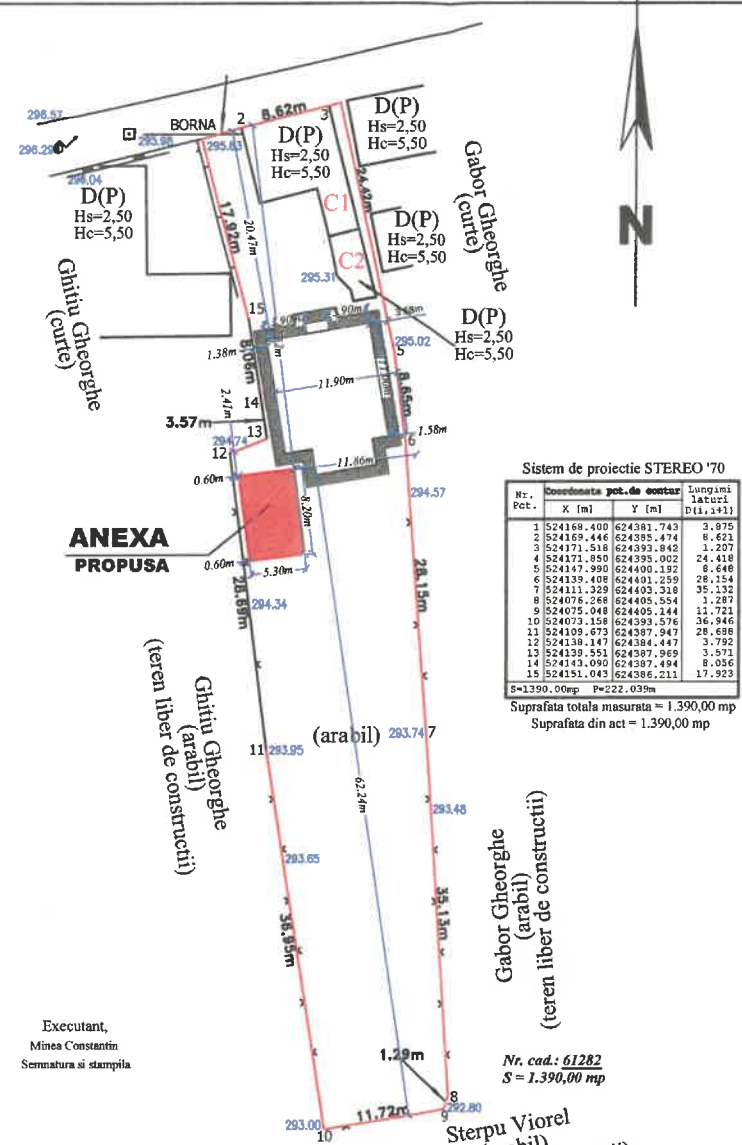 296.57
296.29
BORNA
295.98
296.04
2
8.62m
3
295.83
D(P)
Hs=2,50
Hc=5,50
D(P)
Hs=2,50
Hc=5,50
D(P)
Hs=2,50
Hc=5,50
D(P)
Hs=2,50
Hc=5,50
D(P)
Hs=2,50
Hc=5,50
N
C1
C2
24.42m
17.92m
20.47m
295.31
Gabor Gheorghe
(curte)
Ghitiu Gheorghe
(curte)
15
3.90m
295.02
5
1.38m
8.06m
11.90m
8.65m
2.41m
14
3.57m
13
294.74
12
1.58m
6
11.86m
294.57
0.60m
8.20m
ANEXA
PROPUSA
0.60m
5.30m
28.69m
294.34
28.15m
Sistem de proiectie STEREO '70
Nr. Pct. Coordonate pct.de contur Lungimi laturi D(i,i+1)
X [m] Y [m]
1 524168.400 624381.743 3.875
2 524169.446 624385.474 8.621
3 524171.518 624393.842 1.207
4 524171.850 624395.002 24.418
5 524147.990 624400.192 8.648
6 524139.408 624401.259 28.154
7 524111.329 624403.318 35.132
8 524076.268 624405.554 1.287
9 524075.048 624405.144 11.721
10 524073.158 624393.576 36.946
11 524109.673 624387.947 28.688
12 524138.147 624384.447 3.792
13 524139.551 624387.969 3.571
14 524143.090 624387.494 8.056
15 524151.043 624386.211 17.923
S=1390.00mp P=222.039m
Suprafata totala masurata = 1.390,00 mp
Suprafata din act = 1.390,00 mp
Ghitiu Gheorghe
(arabil)
(teren liber de constructii)
(arabil)
11
293.95
293.74
7
62.24m
293.48
293.65
36.95m
35.13m
Gabor Gheorghe
(arabil)
(teren liber de constructii)
Executant,
Minea Constantin
Semnatura si stampila
1.29m
Nr. cad.: 61282
S = 1.390,00 mp
8
292.80
9
11.72m
293.00
10
Sterpu Viorel